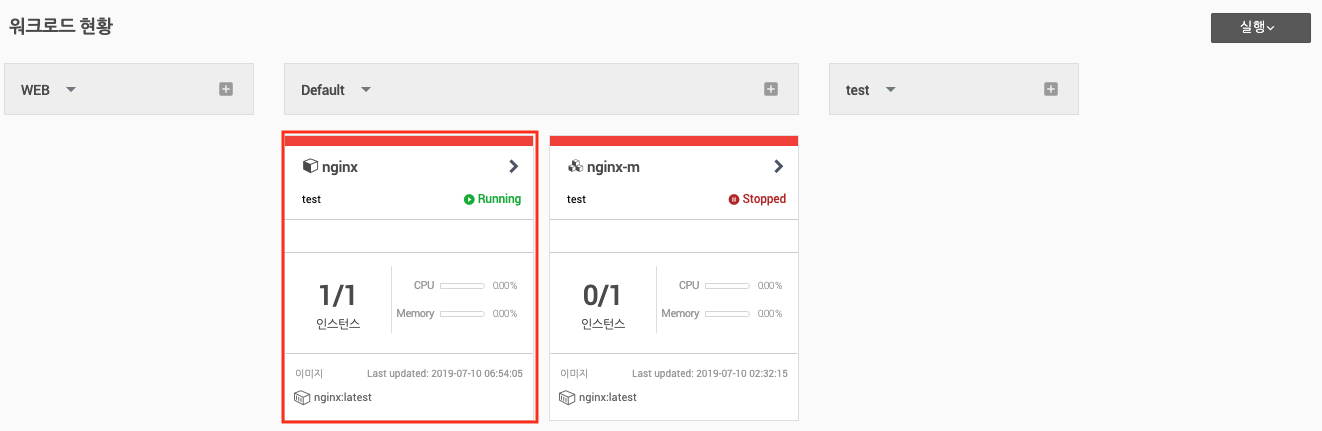 워크로드 현황
실행
WEB
Default
test
nginx
test
Running
1/1
인스턴스
CPU 0.00%
Memory 0.00%
이미지
Last updated: 2019-07-10 06:54:05
nginx:latest
nginx-m
test
Stopped
0/1
인스턴스
CPU 0.00%
Memory 0.00%
이미지
Last updated: 2019-07-10 02:32:15
nginx:latest